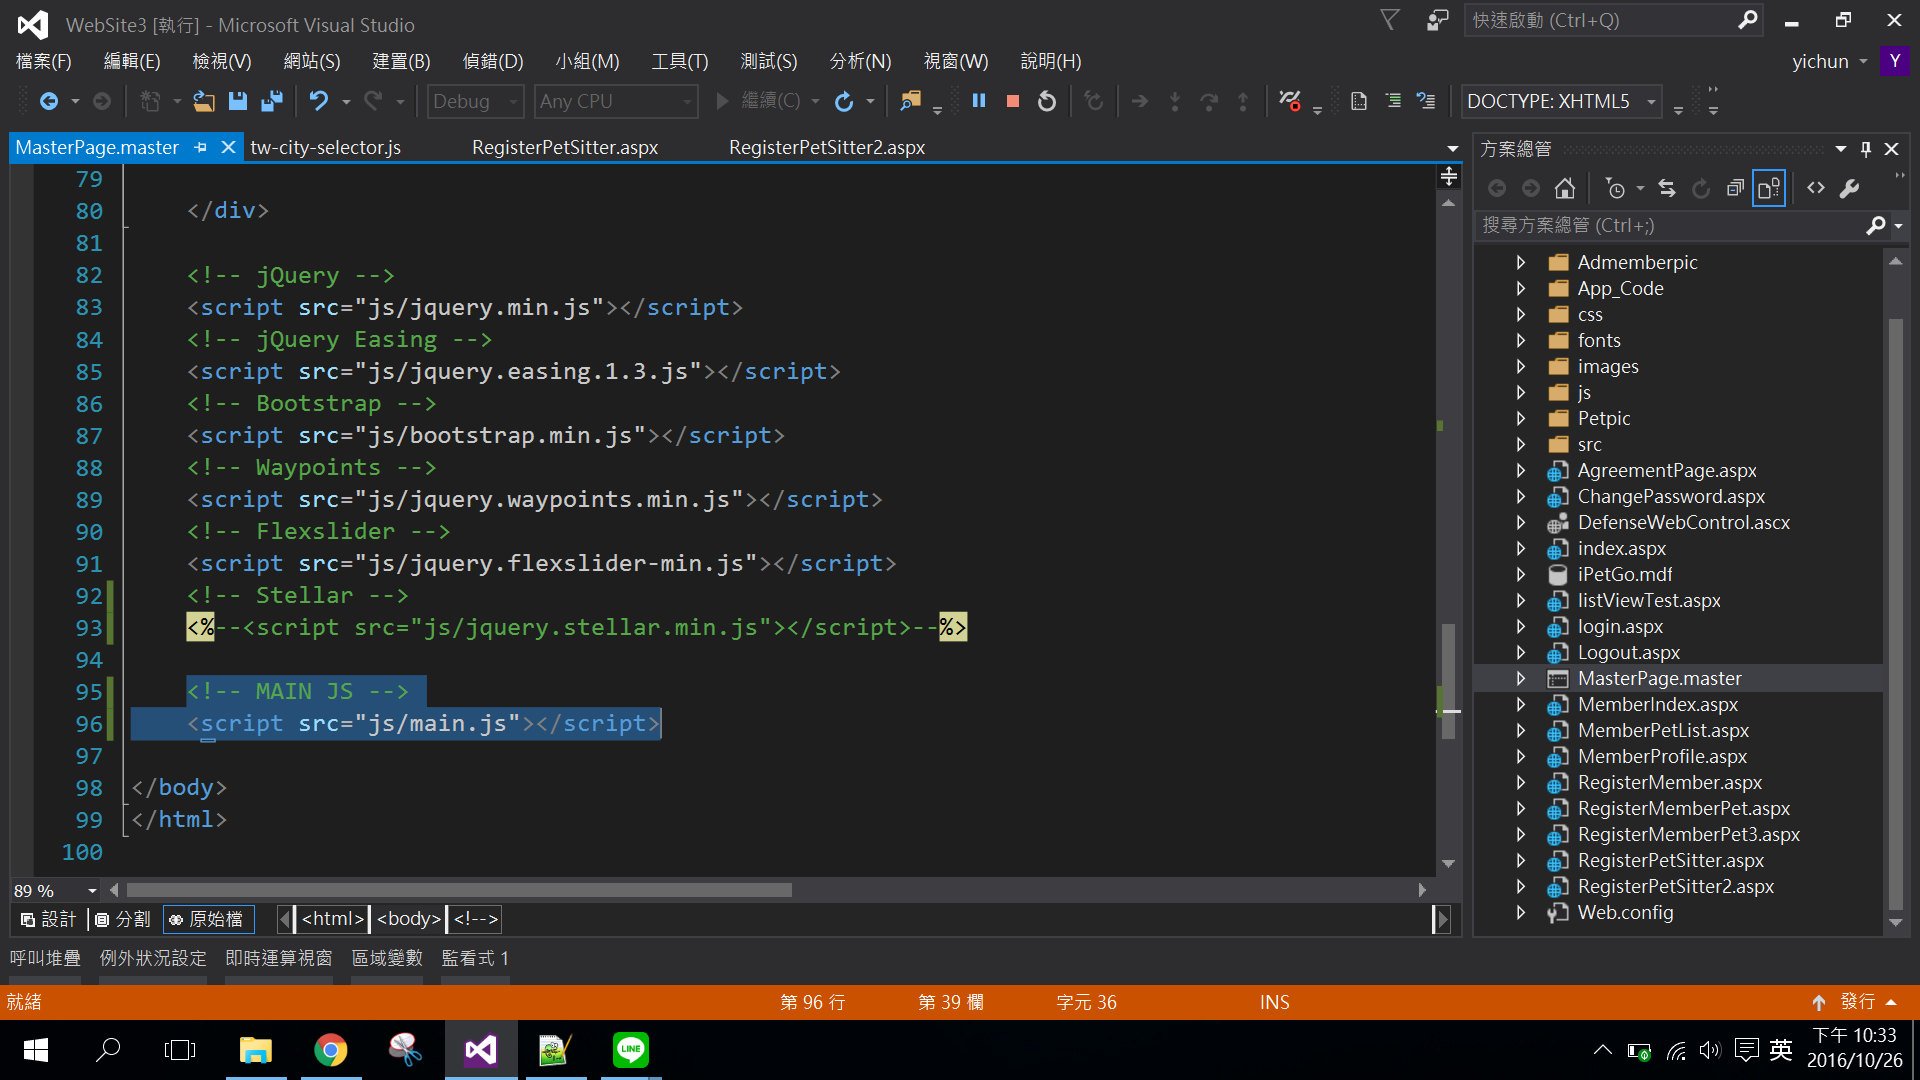 WebSite3 [執行] - Microsoft Visual Studio
快速啟動 (Ctrl+Q)
檔案(F) 編輯(E) 檢視(V) 網站(S) 建置(B) 偵錯(D) 小組(M) 工具(T) 測試(S) 分析(N) 視窗(W) 說明(H)
yichun Y
Debug Any CPU 繼續(C) DOCTYPE: XHTML5
MasterPage.master tw-city-selector.js RegisterPetSitter.aspx RegisterPetSitter2.aspx
79
80 </div>
81
82 <!-- jQuery -->
83 <script src="js/jquery.min.js"></script>
84 <!-- jQuery Easing -->
85 <script src="js/jquery.easing.1.3.js"></script>
86 <!-- Bootstrap -->
87 <script src="js/bootstrap.min.js"></script>
88 <!-- Waypoints -->
89 <script src="js/jquery.waypoints.min.js"></script>
90 <!-- Flexslider -->
91 <script src="js/jquery.flexslider-min.js"></script>
92 <!-- Stellar -->
93 <%--<script src="js/jquery.stellar.min.js"></script>--%>
94
95 <!-- MAIN JS -->
96 <script src="js/main.js"></script>
97
98 </body>
99 </html>
100
89 %
設計 分割 原始檔 <html> <body> <!-->
呼叫堆疊 例外狀況設定 即時運算視窗 區域變數 監看式 1
方案總管
搜尋方案總管 (Ctrl+;)
Admemberpic
App_Code
css
fonts
images
js
Petpic
src
AgreementPage.aspx
ChangePassword.aspx
DefenseWebControl.ascx
index.aspx
iPetGo.mdf
listViewTest.aspx
login.aspx
Logout.aspx
MasterPage.master
MemberIndex.aspx
MemberPetList.aspx
MemberProfile.aspx
RegisterMember.aspx
RegisterMemberPet.aspx
RegisterMemberPet3.aspx
RegisterPetSitter.aspx
RegisterPetSitter2.aspx
Web.config
就緒 第 96 行 第 39 欄 字元 36 INS 發行
LINE
英
下午 10:33
2016/10/26